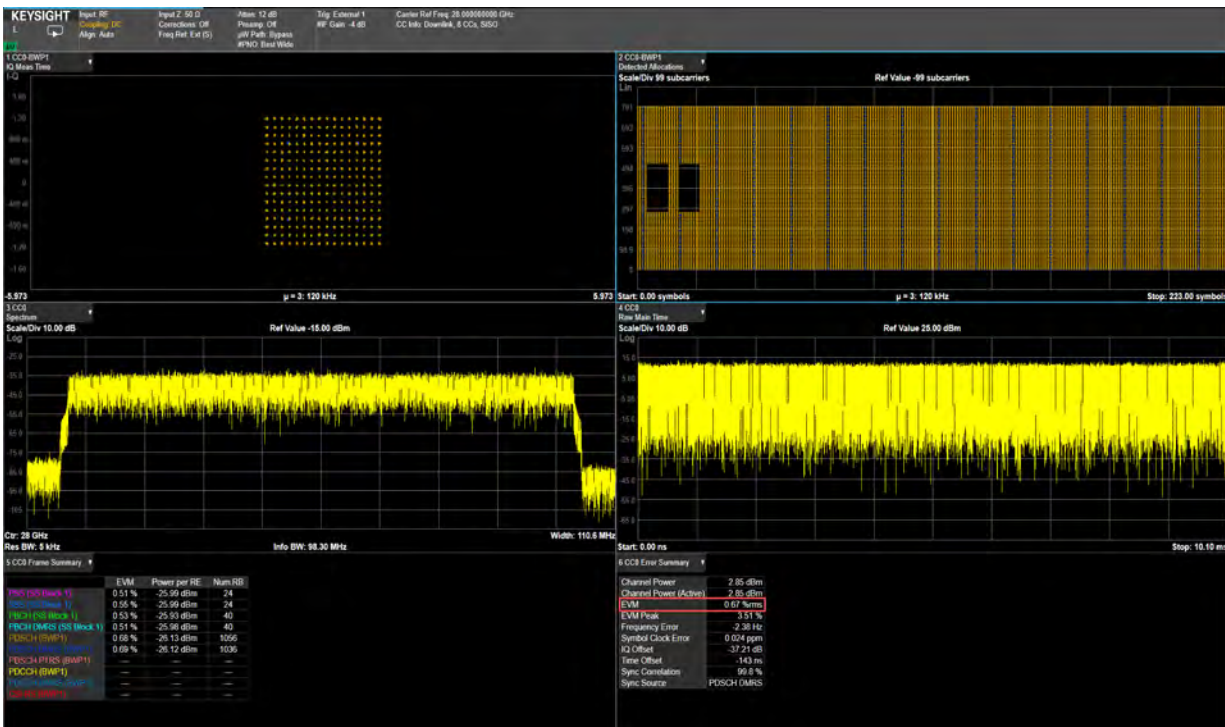 KEYSIGHT
L
Input: RF
Coupling: DC
Align: Auto
Input Z: 50 Ω
Corrections: Off
Freq Ref: Ext (S)
Atten: 12 dB
Preamp: Off
µW Path: Bypass
#PNO: Best Wide
Trig: External 1
#IF Gain: -4 dB
Carrier Ref Freq: 28.000000000 GHz
CC Info: Downlink, 8 CCs, SISO
1 CC0-BWP1
IQ Meas Time
I-Q
-5.973
µ = 3: 120 kHz
5.973
2 CC0-BWP1
Detected Allocations
Scale/Div 99 subcarriers
Ref Value -99 subcarriers
Lin
0
Start: 0.00 symbols
µ = 3: 120 kHz
Stop: 223.00 symbols
3 CC0
Spectrum
Scale/Div 10.00 dB
Ref Value -15.00 dBm
Log
Ctr: 28 GHz
Width: 110.6 MHz
Res BW: 5 kHz
Info BW: 98.30 MHz
4 CC0
Raw Main Time
Scale/Div 10.00 dB
Ref Value 25.00 dBm
Log
Start: 0.00 ns
Stop: 10.10 ms
5 CC0 Frame Summary
EVM Power per RE Num.RB
0.51 % -25.99 dBm 24
0.55 % -25.99 dBm 24
PBCH (SS Block 1) 0.53 % -25.93 dBm 40
PBCH DMRS (SS Block 1) 0.51 % -25.98 dBm 40
PDSCH (BWP1) 0.68 % -26.13 dBm 1056
0.69 % -26.12 dBm 1036
PDSCH PTRS (BWP1) --- --- ---
PDCCH (BWP1) --- --- ---
6 CC0 Error Summary
Channel Power 2.85 dBm
Channel Power (Active) 2.85 dBm
EVM 0.67 %rms
EVM Peak 3.51 %
Frequency Error -2.38 Hz
Symbol Clock Error 0.024 ppm
IQ Offset -37.21 dB
Time Offset -143 ns
Sync Correlation 99.8 %
Sync Source PDSCH DMRS